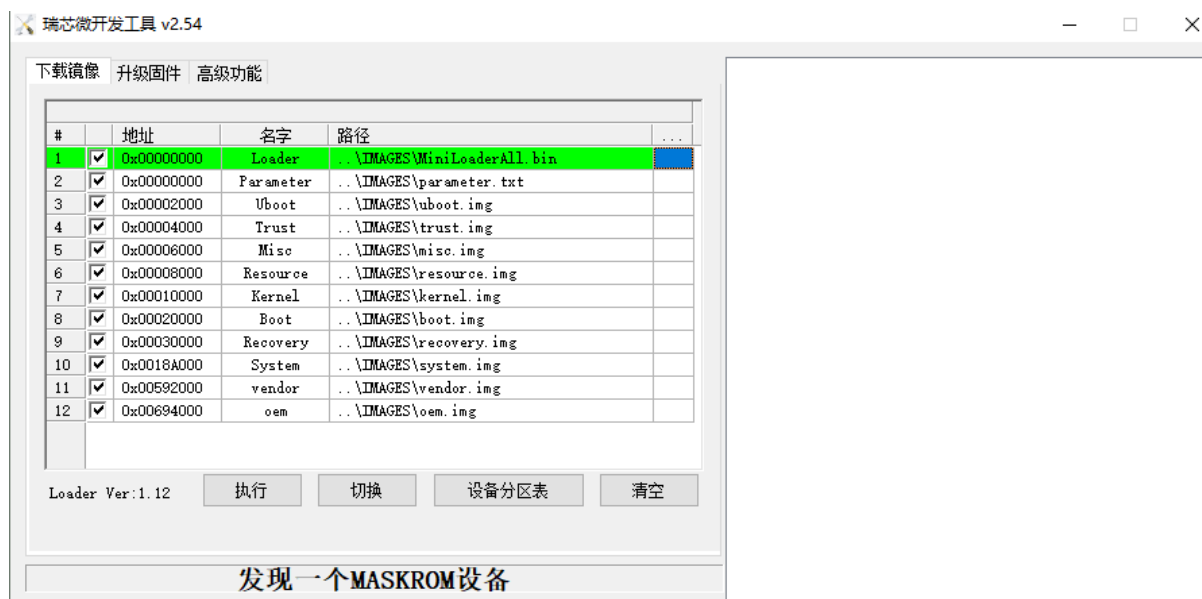 瑞芯微开发工具 v2.54
下载镜像 升级固件 高级功能
# 地址 名字 路径 ...
1 0x00000000 Loader ..\IMAGES\MiniLoaderAll.bin
2 0x00000000 Parameter ..\IMAGES\parameter.txt
3 0x00002000 Uboot ..\IMAGES\uboot.img
4 0x00004000 Trust ..\IMAGES\trust.img
5 0x00006000 Misc ..\IMAGES\misc.img
6 0x00008000 Resource ..\IMAGES\resource.img
7 0x00010000 Kernel ..\IMAGES\kernel.img
8 0x00020000 Boot ..\IMAGES\boot.img
9 0x00030000 Recovery ..\IMAGES\recovery.img
10 0x0018A000 System ..\IMAGES\system.img
11 0x00592000 vendor ..\IMAGES\vendor.img
12 0x00694000 oem ..\IMAGES\oem.img
Loader Ver:1.12 执行 切换 设备分区表 清空
发现一个MASKROM设备